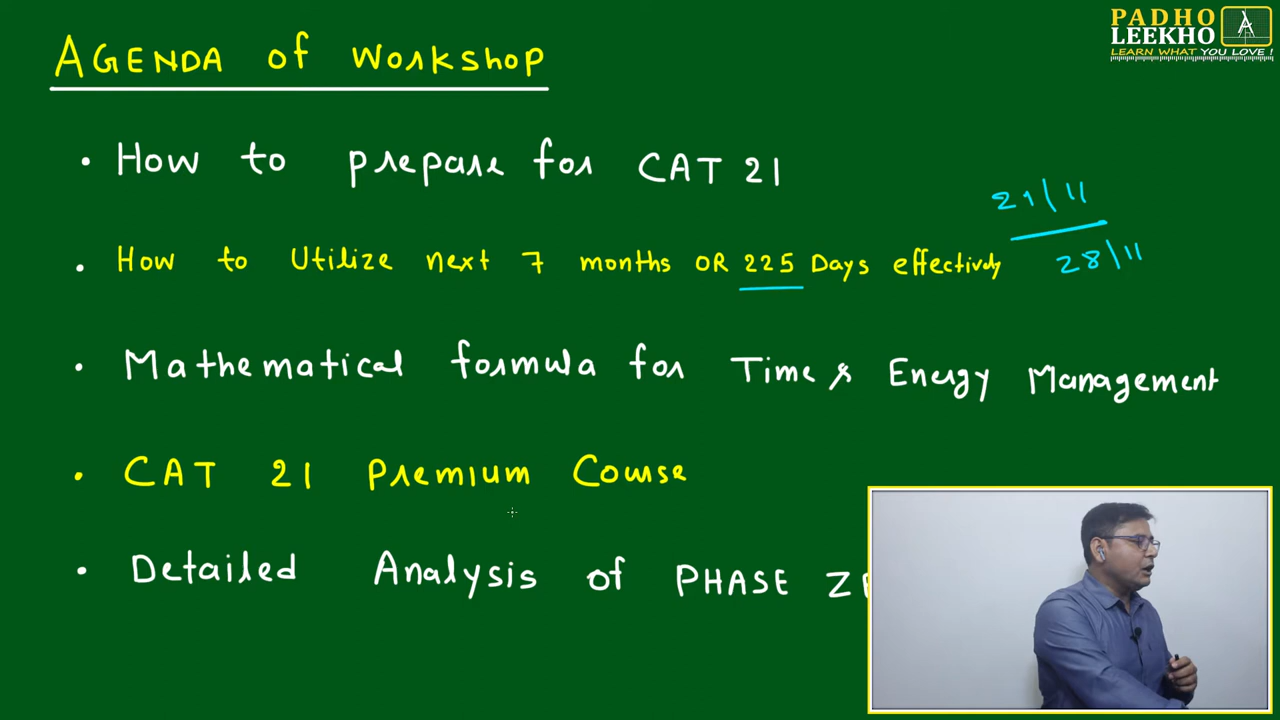 PADHO
LEEKHO
LEARN WHAT YOU LOVE !
AGENDA of Workshop
• How to prepare for CAT 21
21/11
• How to Utilize next 7 months OR 225 Days effectively
28/11
• Mathematical formula for Time & Energy Management
• CAT 21 Premium Course
• Detailed Analysis of PHASE ZE